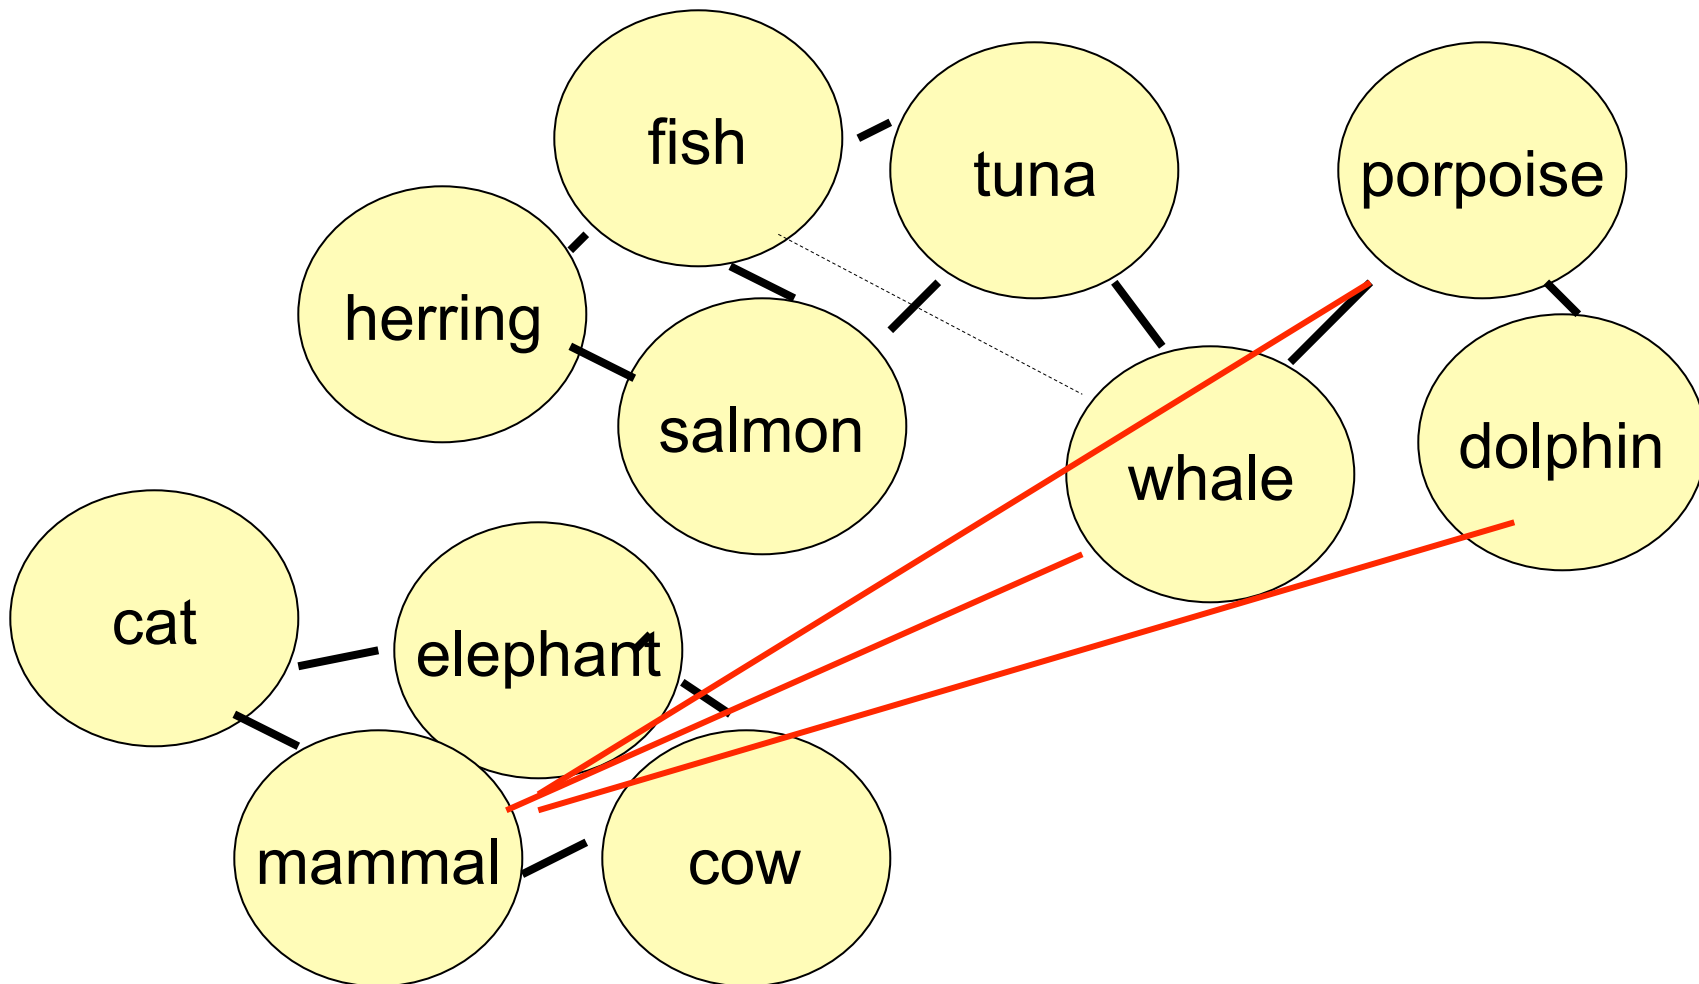 fish
tuna
porpoise
herring
salmon
whale
dolphin
cat
elephant
mammal
cow